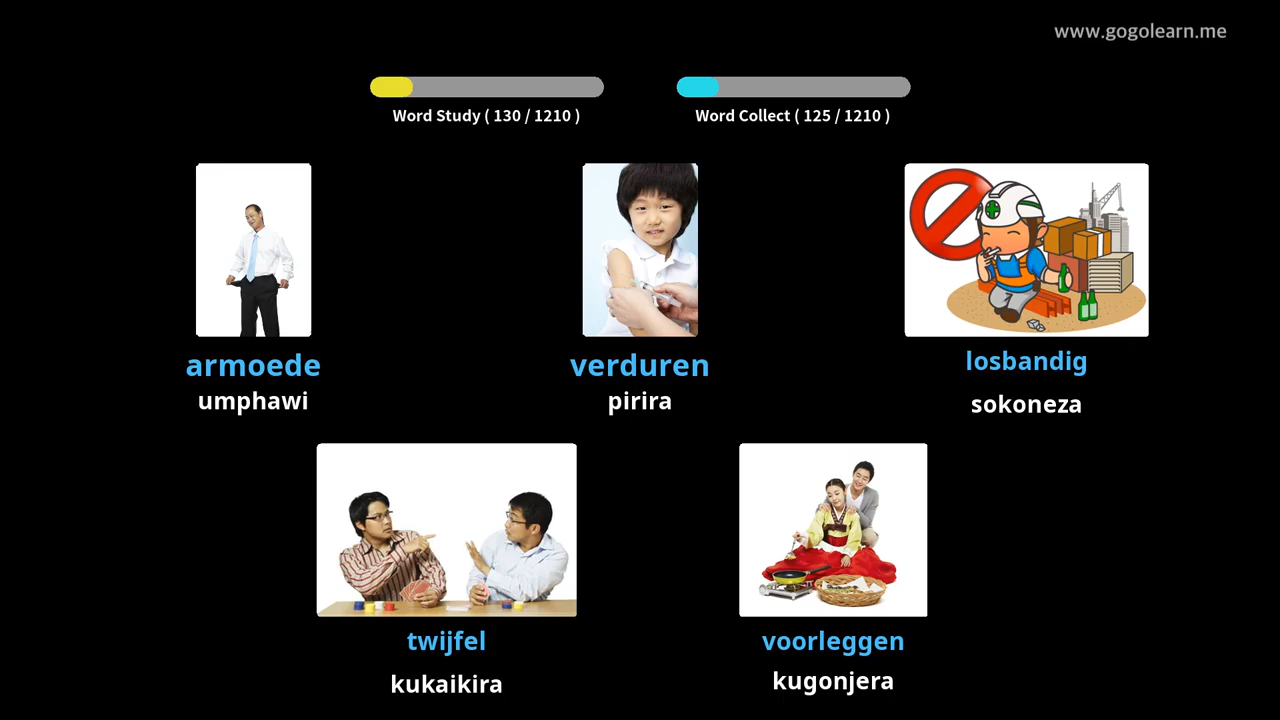 www.gogolearn.me
Word Study ( 130 / 1210 )
Word Collect ( 125 / 1210 )
armoede
umphawi
verduren
pirira
losbandig
sokoneza
twijfel
kukaikira
voorleggen
kugonjera